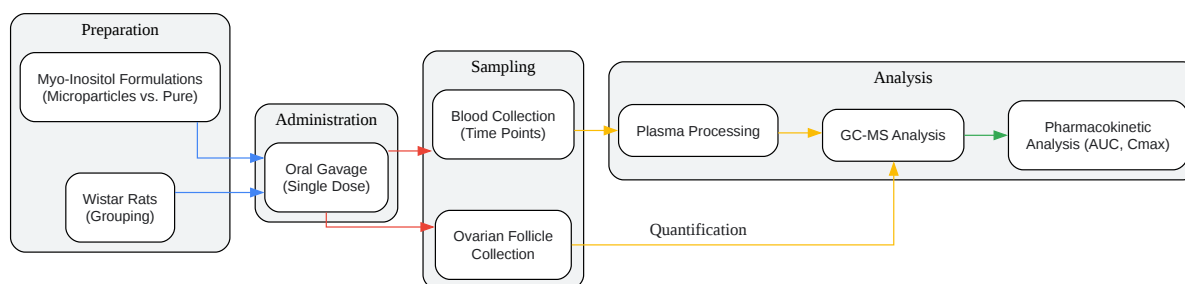 Preparation
Myo-Inositol Formulations
(Microparticles vs. Pure)
Wistar Rats
(Grouping)
Administration
Oral Gavage
(Single Dose)
Sampling
Blood Collection
(Time Points)
Ovarian Follicle
Collection
Analysis
Plasma Processing
GC-MS Analysis
Pharmacokinetic
Analysis (AUC, Cmax)
Quantification